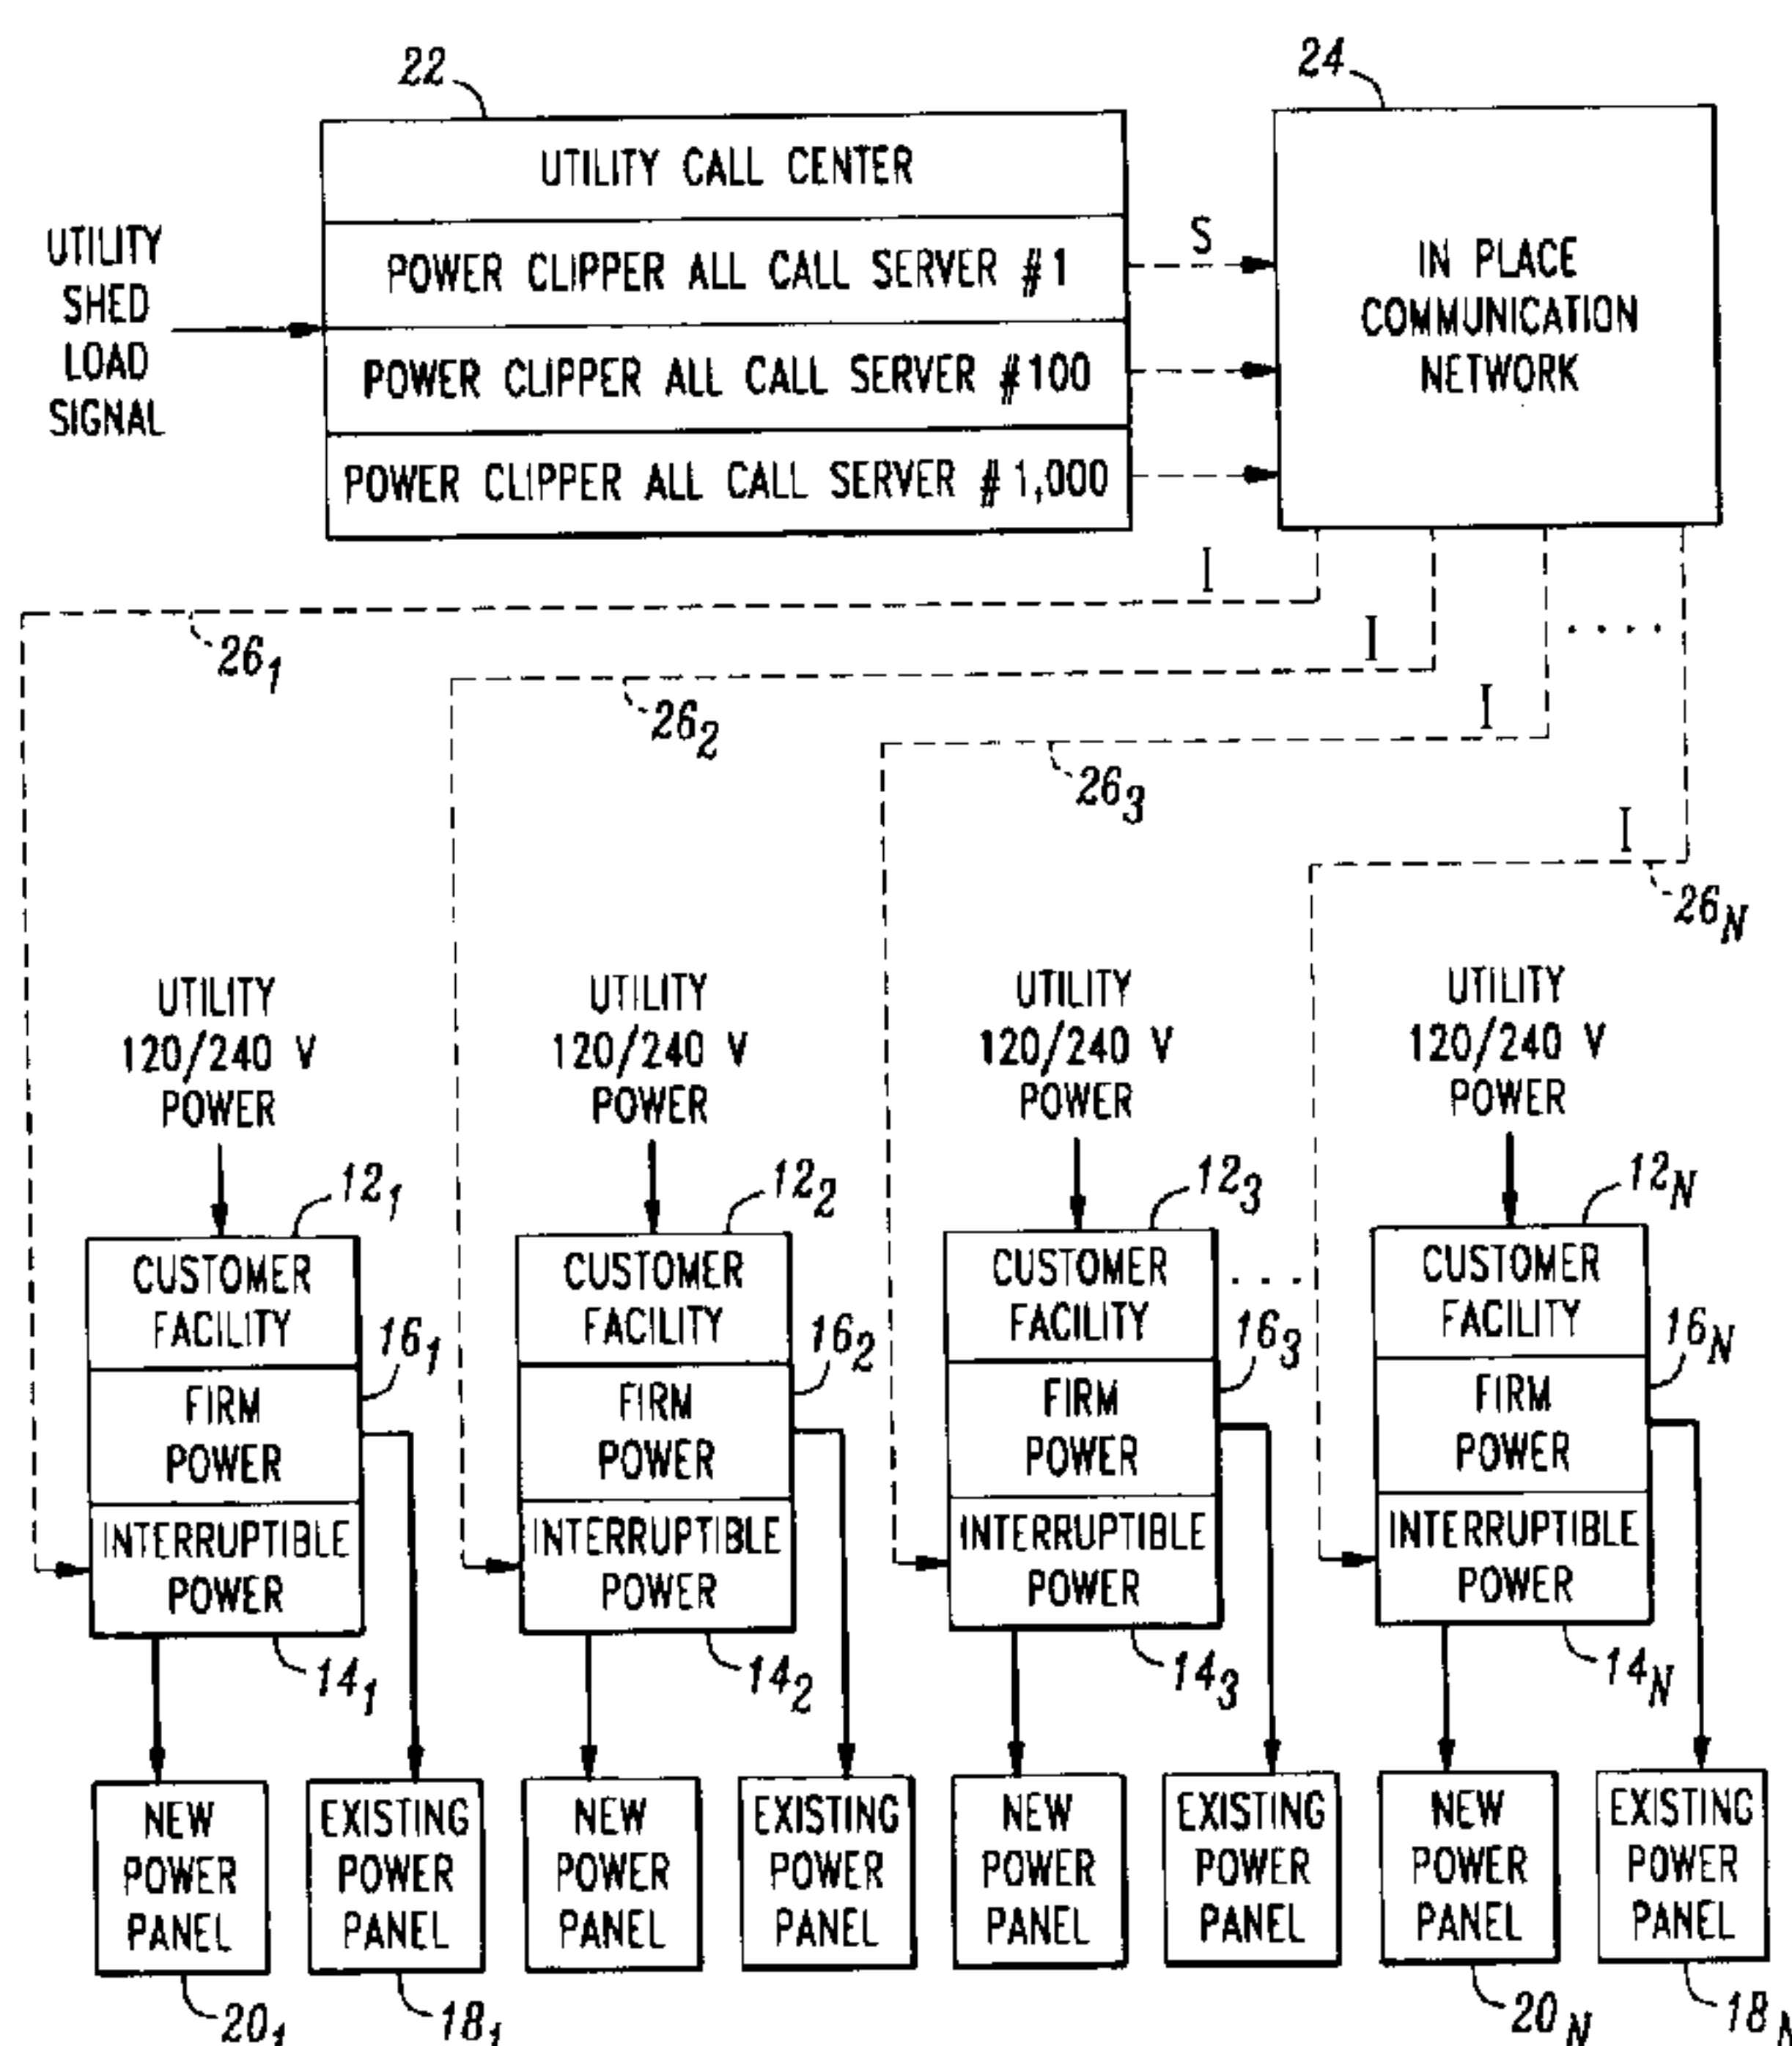 22
24
UTILITY CALL CENTER
POWER CLIPPER ALL CALL SERVER #1
POWER CLIPPER ALL CALL SERVER #100
POWER CLIPPER ALL CALL SERVER #1,000
UTILITY
SHED
LOAD
SIGNAL
S
IN PLACE
COMMUNICATION
NETWORK
I
26₁
I
....
26₂
I
26₃
I
26N
UTILITY
120/240 V
POWER
UTILITY
120/240 V
POWER
UTILITY
120/240 V
POWER
UTILITY
120/240 V
POWER
12₁
CUSTOMER
FACILITY
16₁
FIRM
POWER
INTERRUPTIBLE
POWER
14₁
12₂
CUSTOMER
FACILITY
16₂
FIRM
POWER
INTERRUPTIBLE
POWER
14₂
12₃
CUSTOMER
FACILITY
...
16₃
FIRM
POWER
INTERRUPTIBLE
POWER
14₃
12N
CUSTOMER
FACILITY
16N
FIRM
POWER
INTERRUPTIBLE
POWER
14N
NEW
POWER
PANEL
20₁
EXISTING
POWER
PANEL
18₁
NEW
POWER
PANEL
EXISTING
POWER
PANEL
NEW
POWER
PANEL
EXISTING
POWER
PANEL
NEW
POWER
PANEL
20N
EXISTING
POWER
PANEL
18N